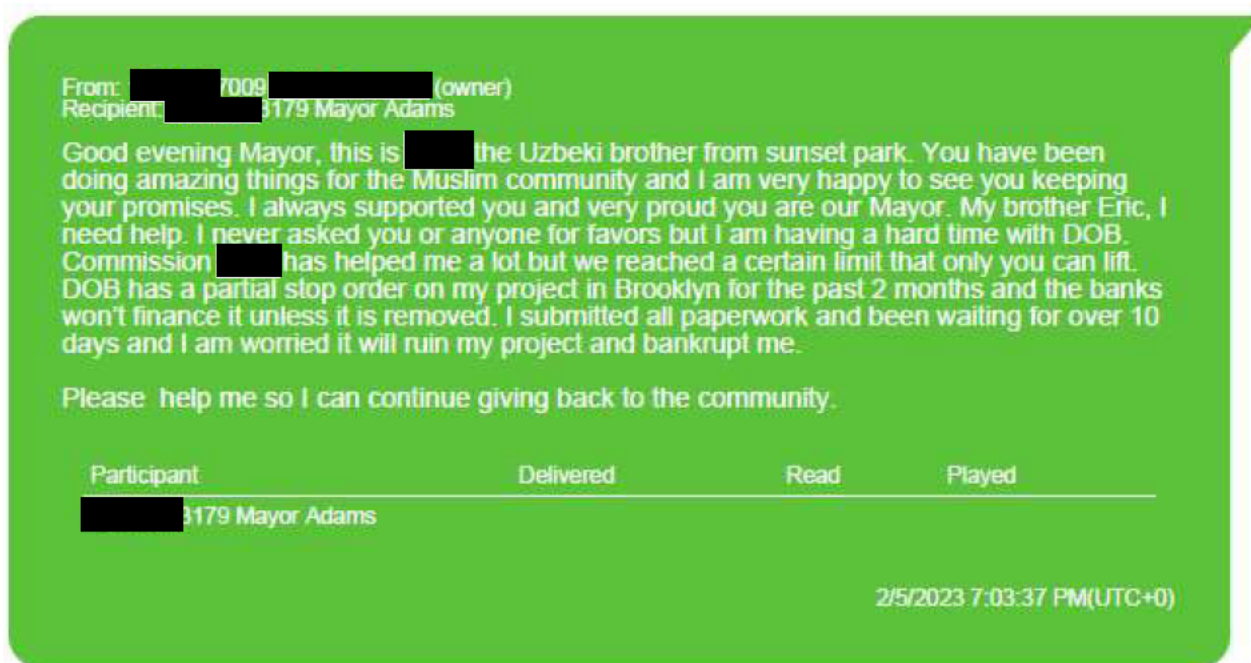 From: 7009 (owner)
Recipient: 3179 Mayor Adams
Good evening Mayor, this is the Uzbeki brother from sunset park. You have been
doing amazing things for the Muslim community and I am very happy to see you keeping
your promises. I always supported you and very proud you are our Mayor. My brother Eric, I
need help. I never asked you or anyone for favors but I am having a hard time with DOB.
Commission has helped me a lot but we reached a certain limit that only you can lift.
DOB has a partial stop order on my project in Brooklyn for the past 2 months and the banks
won't finance it unless it is removed. I submitted all paperwork and been waiting for over 10
days and I am worried it will ruin my project and bankrupt me.
Please help me so I can continue giving back to the community.
Participant Delivered Read Played
3179 Mayor Adams
2/5/2023 7:03:37 PM(UTC+0)